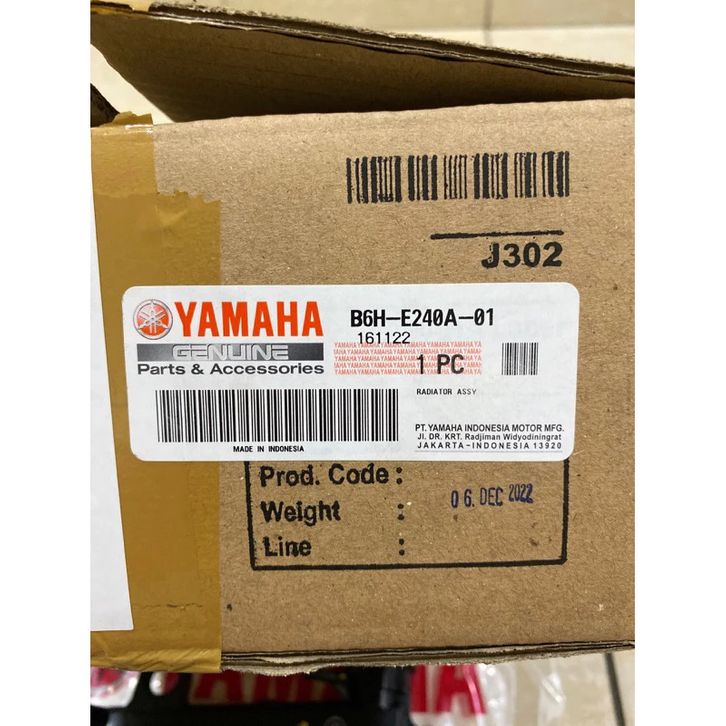 J302
YAMAHA
GENUINE
Parts & Accessories
MADE IN INDONESIA
B6H-E240A-01
161122
1 PC
RADIATOR ASSY
PT. YAMAHA INDONESIA MOTOR MFG.
Jl. DR. KRT. Radjiman Widyodiningrat
JAKARTA-INDONESIA 13920
Prod. Code :
Weight :
Line :
06. DEC 2022